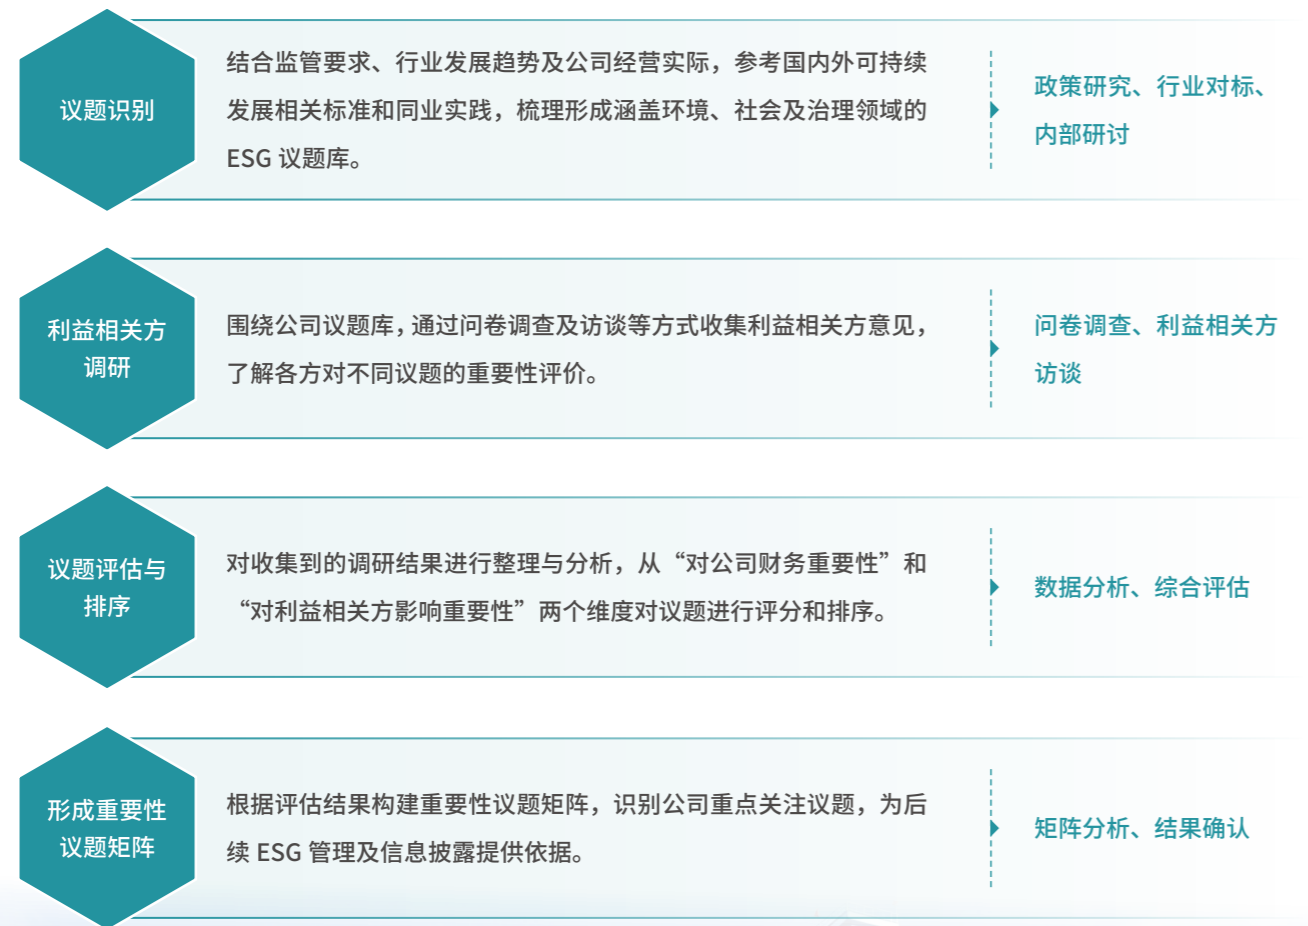 议题识别
结合监管要求、行业发展趋势及公司经营实际，参考国内外可持续
发展相关标准和同业实践，梳理形成涵盖环境、社会及治理领域的
ESG 议题库。
政策研究、行业对标、
内部研讨
利益相关方
调研
围绕公司议题库，通过问卷调查及访谈等方式收集利益相关方意见，
了解各方对不同议题的重要性评价。
问卷调查、利益相关方
访谈
议题评估与
排序
对收集到的调研结果进行整理与分析，从“对公司财务重要性”和
“对利益相关方影响重要性”两个维度对议题进行评分和排序。
数据分析、综合评估
形成重要性
议题矩阵
根据评估结果构建重要性议题矩阵，识别公司重点关注议题，为后
续 ESG 管理及信息披露提供依据。
矩阵分析、结果确认